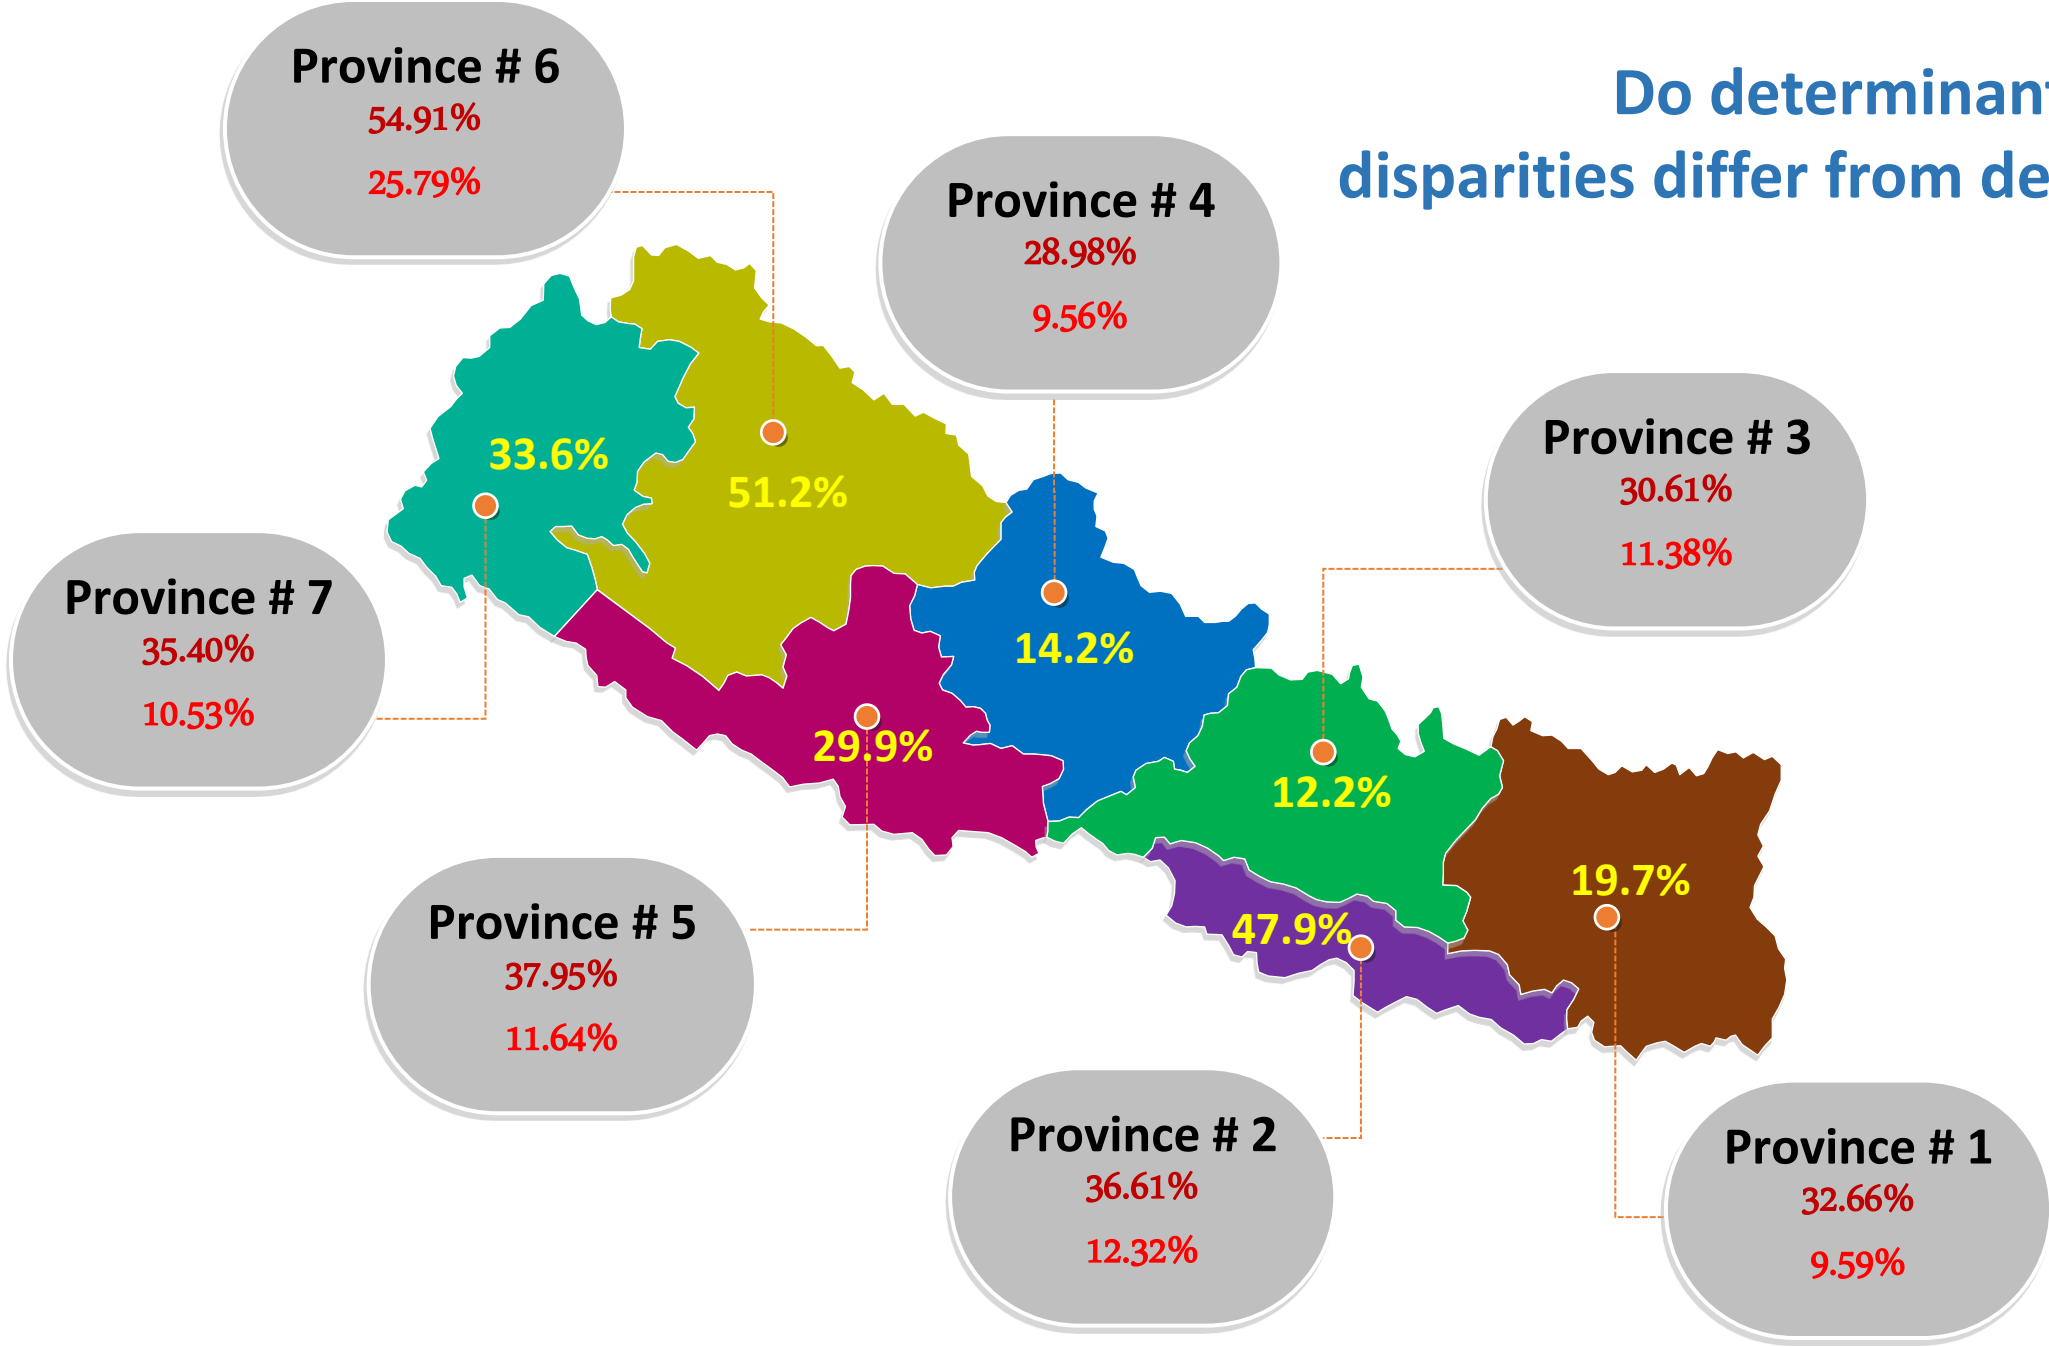 Province # 6
54.91%
25.79%
Do determinant
disparities differ from de
Province # 4
28.98%
9.56%
Province # 3
30.61%
11.38%
33.6%
51.2%
Province # 7
35.40%
10.53%
14.2%
29.9%
12.2%
19.7%
47.9%
Province # 5
37.95%
11.64%
Province # 2
36.61%
12.32%
Province # 1
32.66%
9.59%